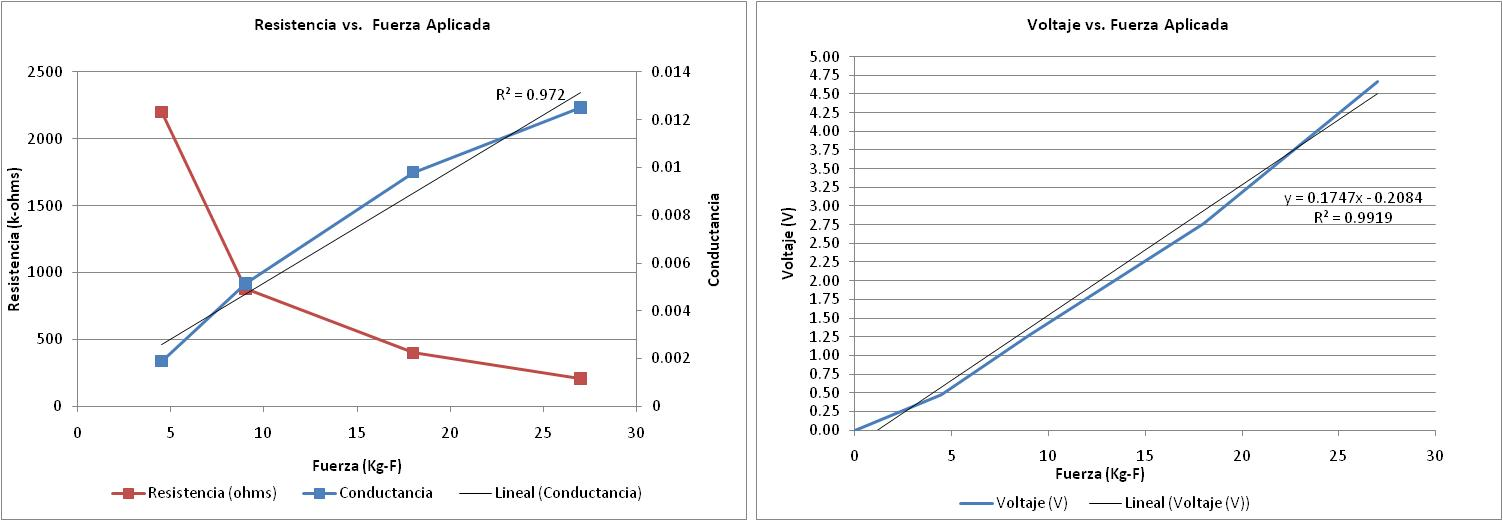 Resistencia vs. Fuerza Aplicada
2500
2000
1500
1000
500
0
0.014
0.012
0.01
0.008
0.006
0.004
0.002
0
R² = 0.972
Resistencia (k-ohms)
Conductancia
0 5 10 15 20 25 30
Fuerza (Kg-F)
Resistencia (ohms) Conductancia Lineal (Conductancia)
Voltaje vs. Fuerza Aplicada
5.00
4.75
4.50
4.25
4.00
3.75
3.50
3.25
3.00
2.75
2.50
2.25
2.00
1.75
1.50
1.25
1.00
0.75
0.50
0.25
0.00
Voltaje (V)
y = 0.1747x - 0.2084
R² = 0.9919
0 5 10 15 20 25 30
Fuerza (Kg-F)
Voltaje (V) Lineal (Voltaje (V))